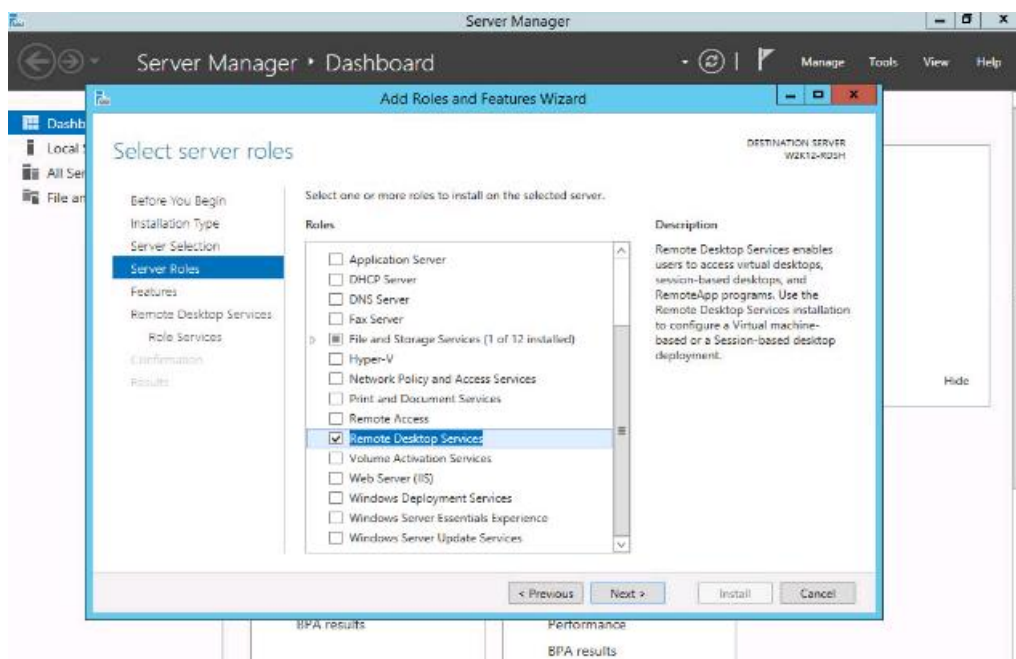 Server Manager
Server Manager • Dashboard
Manage Tools View Help
Add Roles and Features Wizard
Dashb
Local S
All Ser
File an
Select server roles
DESTINATION SERVER
W2K12-RDSH
Before You Begin
Installation Type
Server Selection
Server Roles
Features
Remote Desktop Services
Role Services
Confirmation
Results
Select one or more roles to install on the selected server.
Roles
Application Server
DHCP Server
DNS Server
Fax Server
File and Storage Services (1 of 12 installed)
Hyper-V
Network Policy and Access Services
Print and Document Services
Remote Access
Remote Desktop Services
Volume Activation Services
Web Server (IIS)
Windows Deployment Services
Windows Server Essentials Experience
Windows Server Update Services
Description
Remote Desktop Services enables
users to access virtual desktops,
session-based desktops, and
RemoteApp programs. Use the
Remote Desktop Services installation
to configure a Virtual machine-
based or a Session-based desktop
deployment.
Hide
< Previous Next > Install Cancel
BPA results
Performance
BPA results